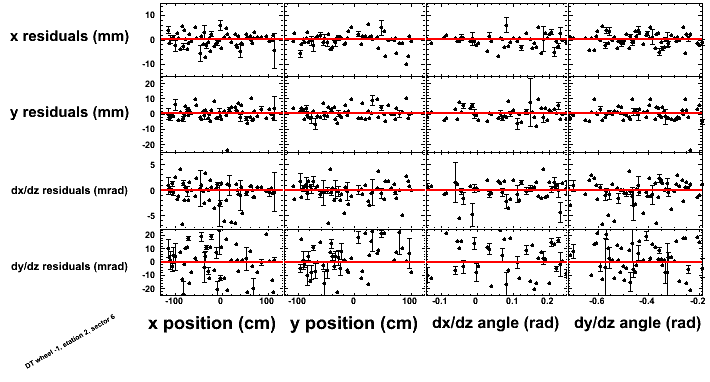 x residuals (mm)
10
0
-10
y residuals (mm)
20
10
0
-10
-20
dx/dz residuals (mrad)
5
0
-5
dy/dz residuals (mrad)
20
10
0
-10
-20
-100 0 100 -100 0 100 -0.1 0 0.1 0.2 -0.6 -0.4 -0.2
x position (cm) y position (cm) dx/dz angle (rad) dy/dz angle (rad)
DT wheel -1, station 2, sector 6